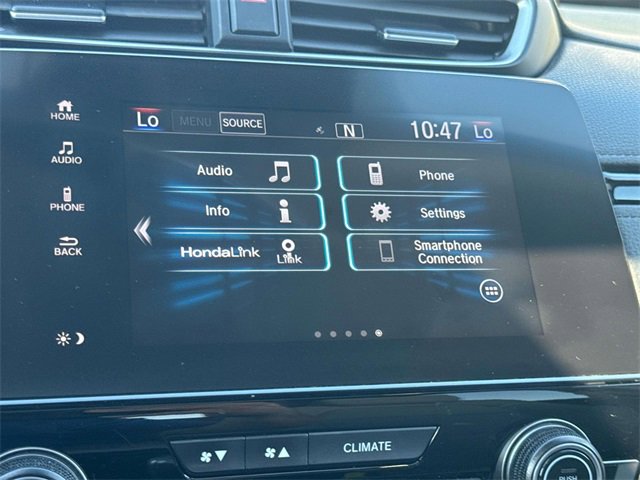 HOME
AUDIO
PHONE
BACK
Lo MENU SOURCE N 10:47 Lo
Audio
Phone
Info
Settings
HondaLink Link
Smartphone
Connection
CLIMATE
PUSH